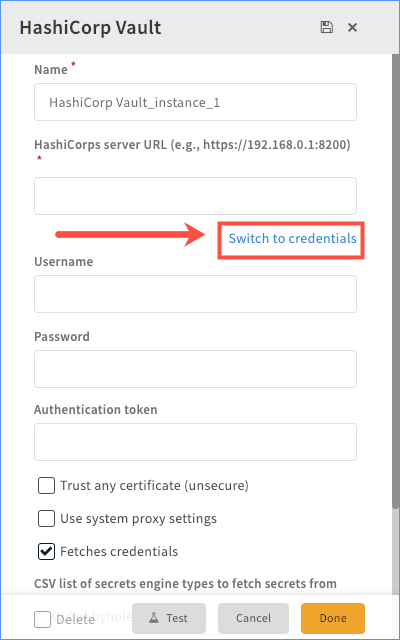 HashiCorp Vault
Name *
HashiCorp Vault_instance_1
HashiCorps server URL (e.g., https://192.168.0.1:8200)
*
Switch to credentials
Username
Password
Authentication token
Trust any certificate (unsecure)
Use system proxy settings
Fetches credentials
CSV list of secrets engine types to fetch secrets from
Delete
Test
Cancel
Done